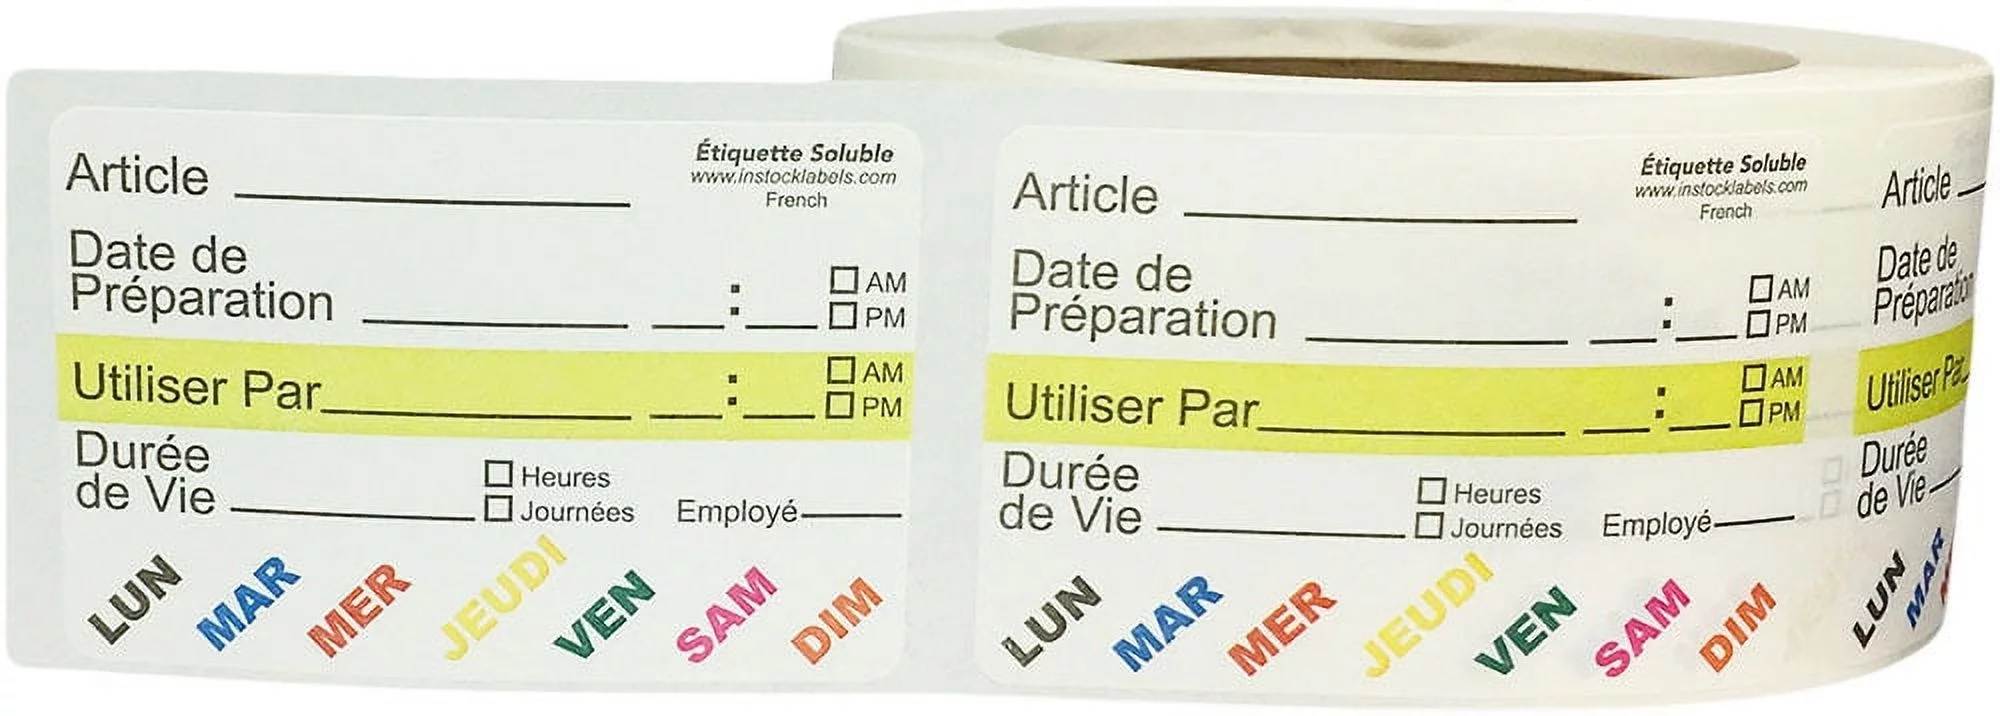 Article
Étiquette Soluble
www.instocklabels.com
French
Date de
Préparation : AM
PM
Utiliser Par : AM
PM
Durée
de Vie
Heures
Journées
Employé
LUN MAR MER JEUDI VEN SAM DIM
Article
Étiquette Soluble
www.instocklabels.com
French
Date de
Préparation : AM
PM
Utiliser Par : AM
PM
Durée
de Vie
Heures
Journées
Employé
LUN MAR MER JEUDI VEN SAM DIM
Article
Date de
Préparation
Utiliser Par
Durée
de Vie
LUN MAR